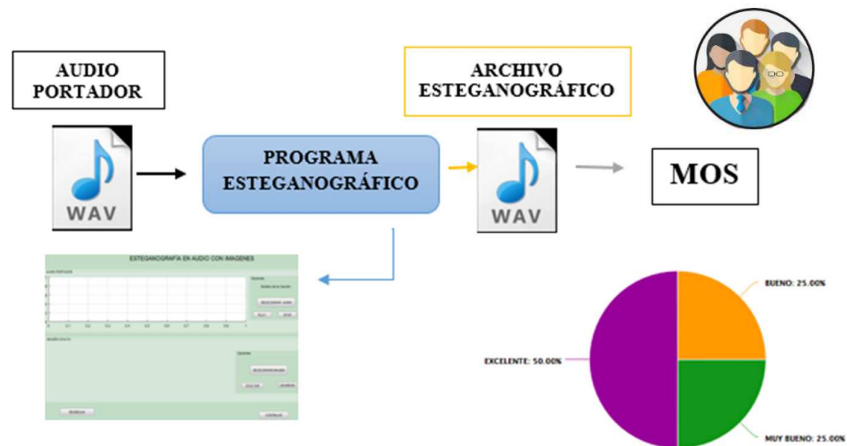 AUDIO
PORTADOR
ARCHIVO
ESTEGANOGRÁFICO
WAV
PROGRAMA
ESTEGANOGRÁFICO
WAV
MOS
ESTEGANOGRAFÍA EN AUDIO CON IMAGENES
BUENO: 25.00%
EXCELENTE: 50.00%
MUY BUENO: 25.00%